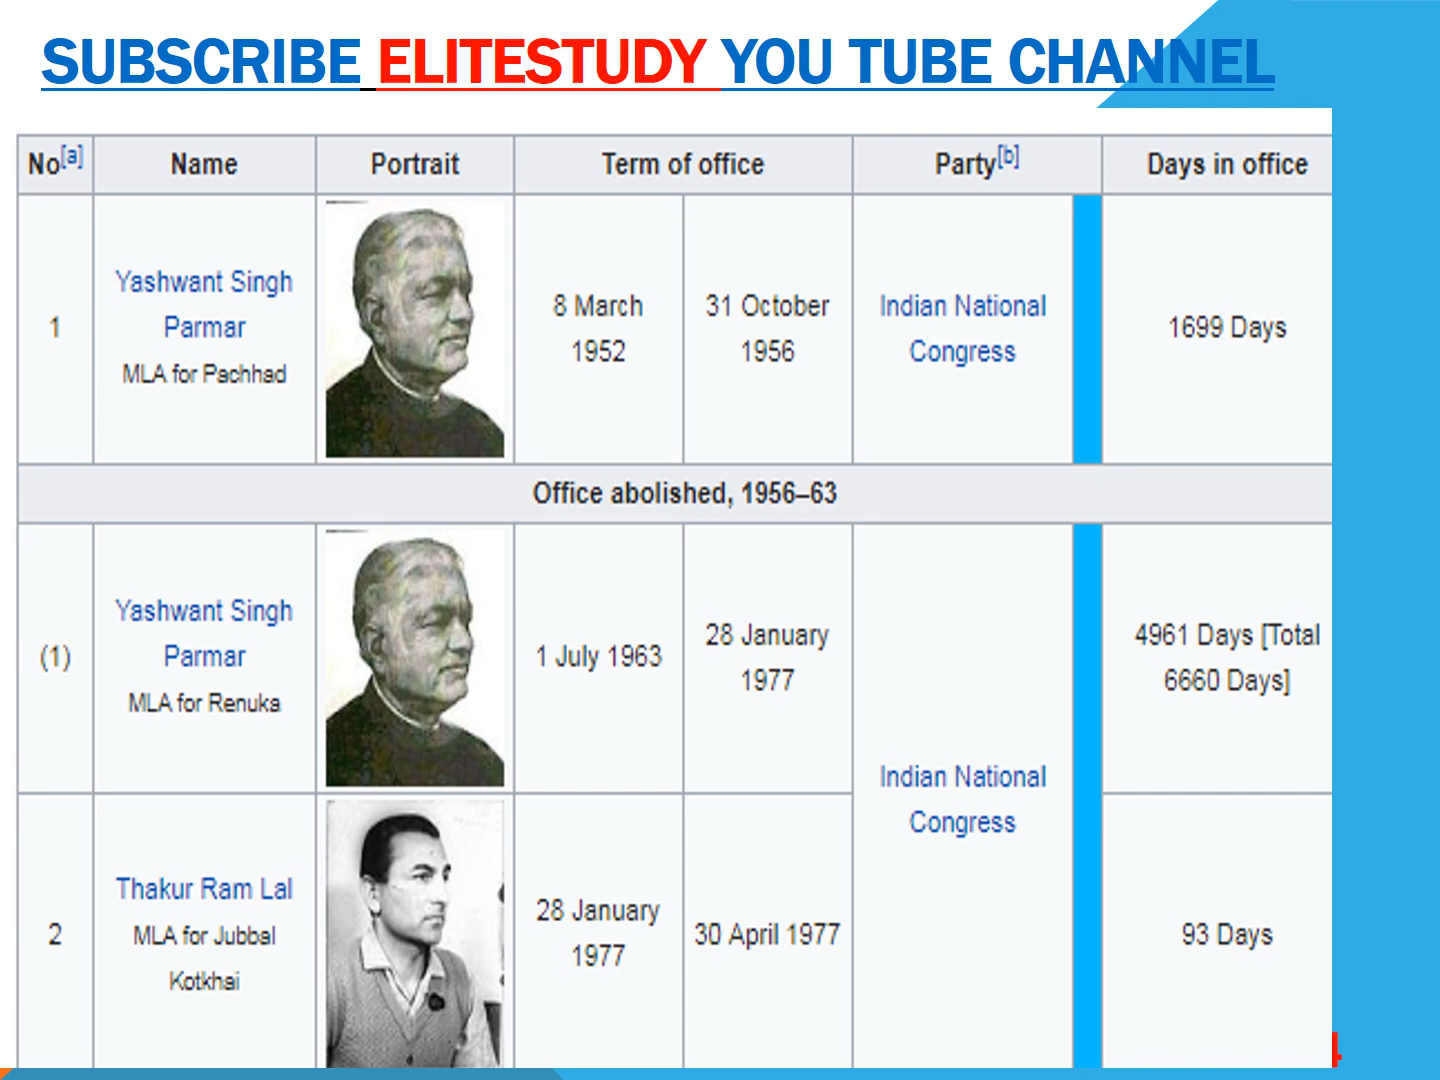 SUBSCRIBE ELITESTUDY YOU TUBE CHANNEL
No[a] Name Portrait Term of office Party[b] Days in office
1
Yashwant Singh
Parmar
MLA for Pachhad
8 March
1952
31 October
1956
Indian National
Congress
1699 Days
Office abolished, 1956–63
(1)
Yashwant Singh
Parmar
MLA for Renuka
1 July 1963
28 January
1977
4961 Days [Total
6660 Days]
Indian National
Congress
2
Thakur Ram Lal
MLA for Jubbal
Kotkhai
28 January
1977
30 April 1977
93 Days